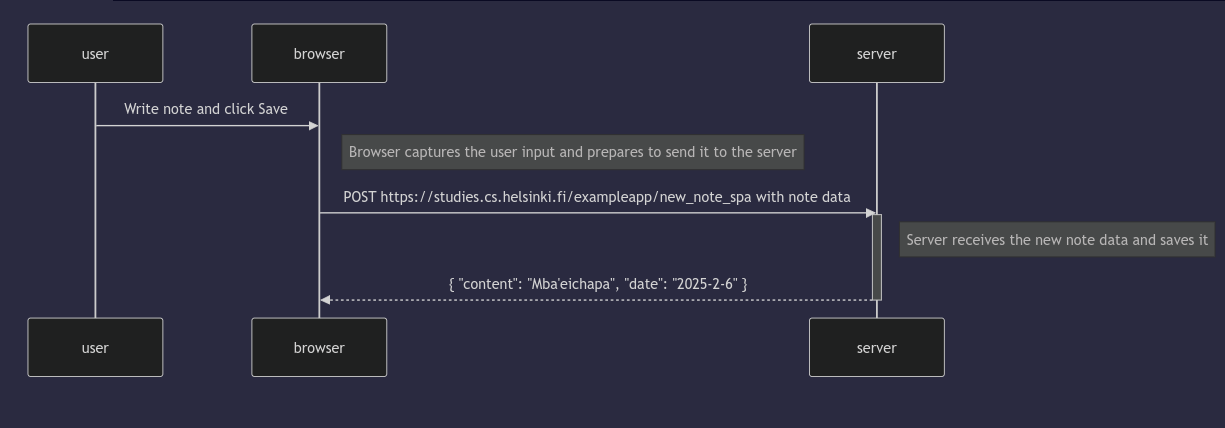 user
browser
server
Write note and click Save
Browser captures the user input and prepares to send it to the server
POST https://studies.cs.helsinki.fi/exampleapp/new_note_spa with note data
Server receives the new note data and saves it
{ "content": "Mba'eichapa", "date": "2025-2-6" }
user
browser
server